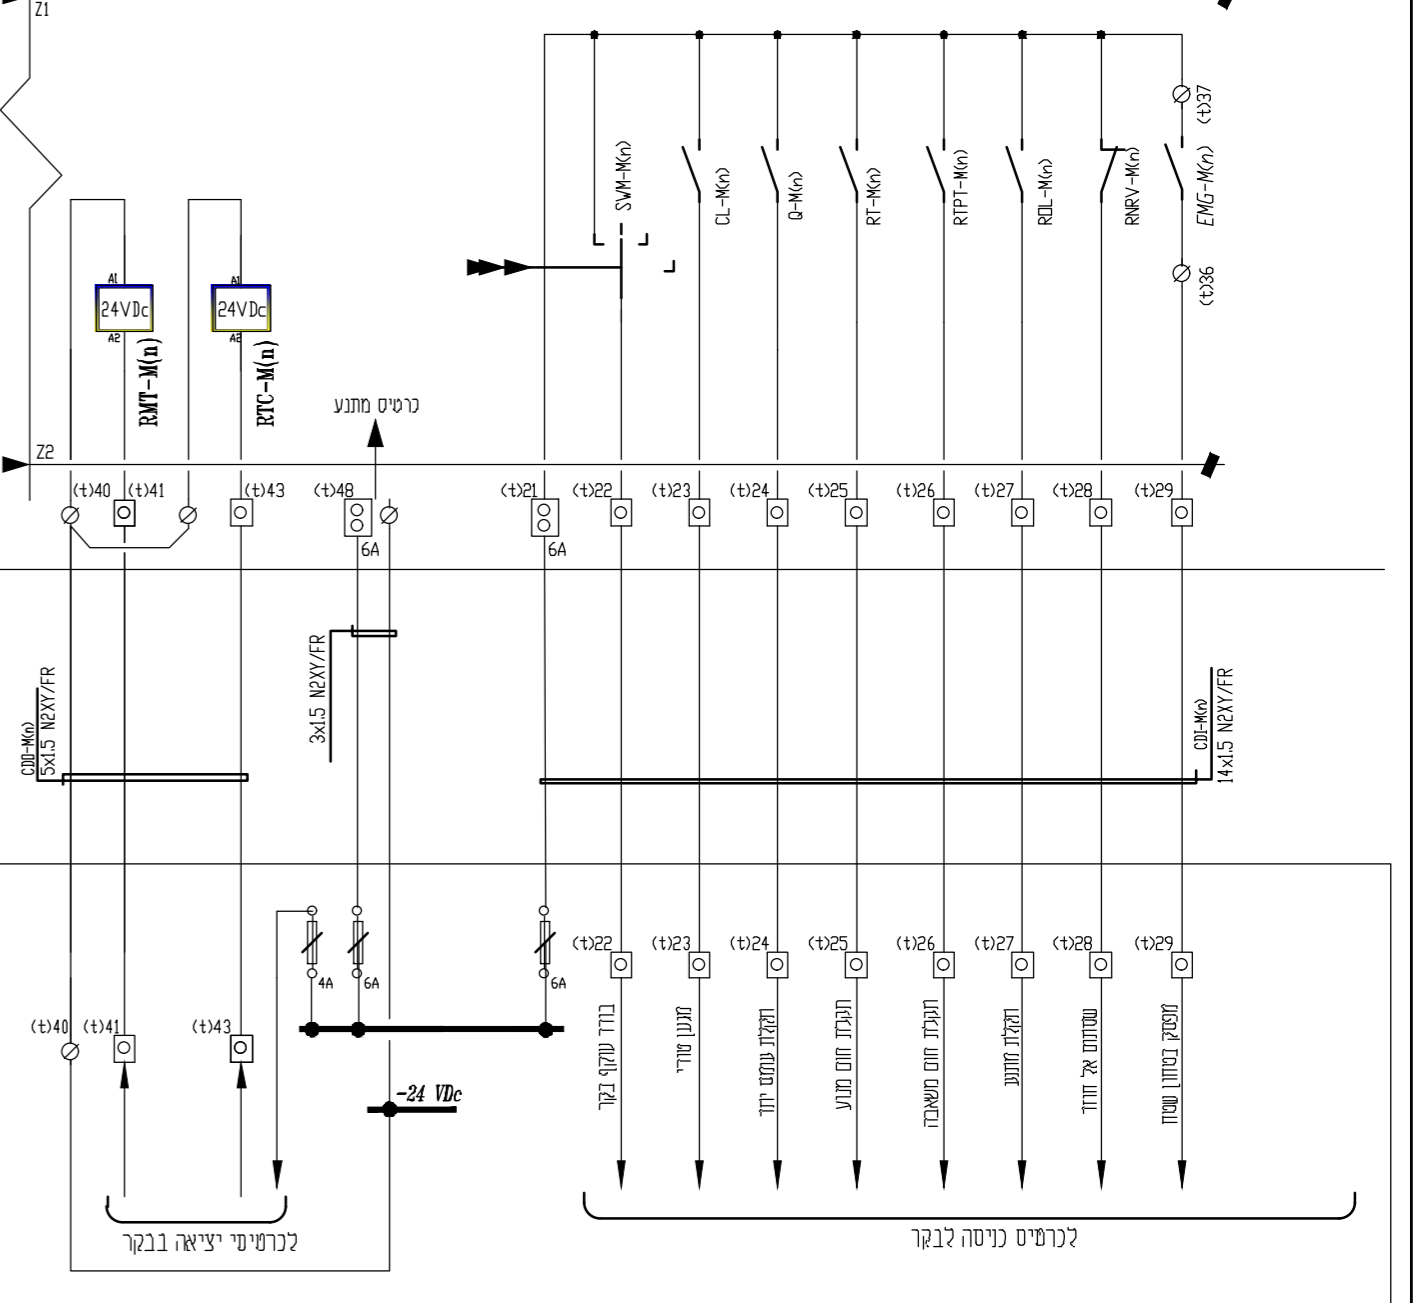 Z1
(t)37
SWM-M(n)
CL-M(n)
Q-M(n)
RT-M(n)
RTPT-M(n)
ROL-M(n)
RNRV-M(n)
EMG-M(n)
(t)36
A1
24VDc
A2
RMT-M(n)
A1
24VDc
A2
RTC-M(n)
כרטיס מתנע
Z2
(t)40
(t)41
(t)43
(t)48
6A
(t)21
6A
(t)22
(t)23
(t)24
(t)25
(t)26
(t)27
(t)28
(t)29
CDO-M(n)
5x1.5 N2XY/FR
3x1.5 N2XY/FR
CDI-M(n)
14x1.5 N2XY/FR
4A
6A
6A
(t)22
(t)23
(t)24
(t)25
(t)26
(t)27
(t)28
(t)29
(t)40
(t)41
(t)43
-24 VDc
בורר עוקף בקר
מגען טורי
תקלת עומס יתר
תקלת חום מנוע
תקלת חום משאבה
תקלת מתנע
שסתום אל חוזר
מפסק בטחון שטח
לכרטיסי יציאה בבקר
לכרטיס כניסה לבקר